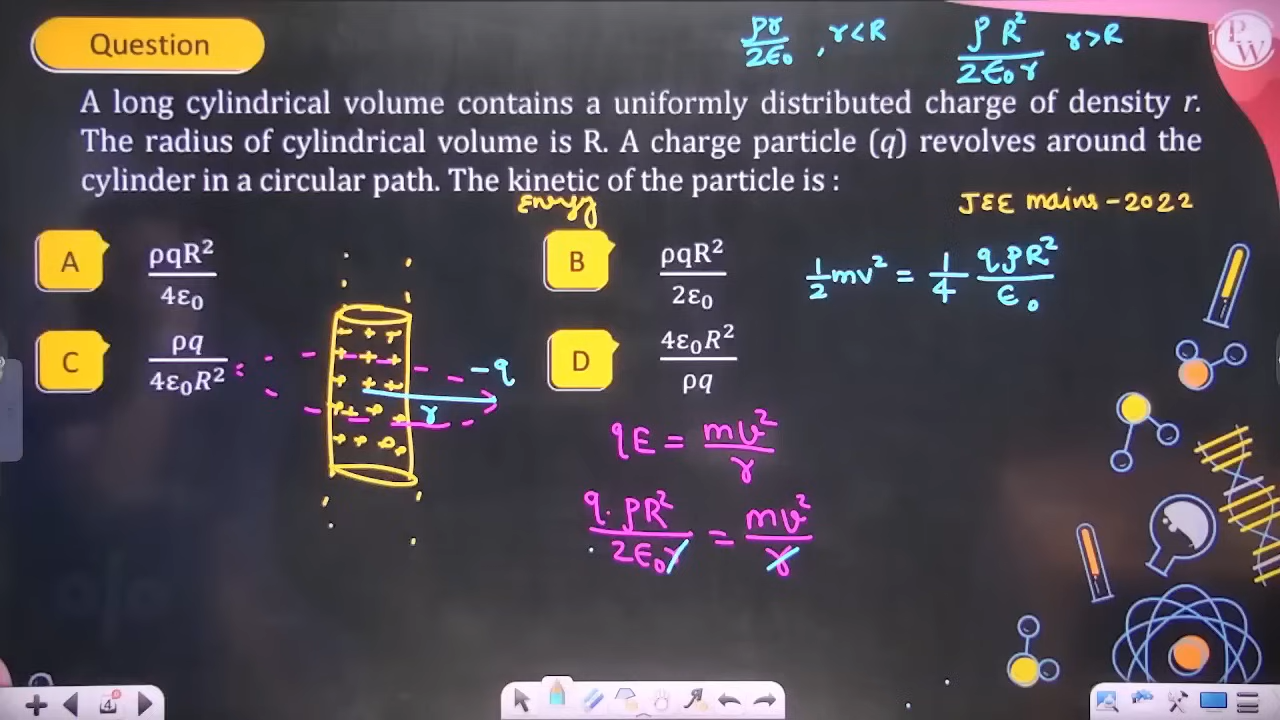 Question
ρr/2ε₀ , r<R
ρR²/2ε₀r r>R
PW
A long cylindrical volume contains a uniformly distributed charge of density r.
The radius of cylindrical volume is R. A charge particle (q) revolves around the
cylinder in a circular path. The kinetic of the particle is :
Energy
JEE mains - 2022
A ρqR²/4ε₀
B ρqR²/2ε₀
½mv² = 1/4 qρR²/ε₀
C ρq/4ε₀R²
D 4ε₀R²/ρq
-q
r
qE = mv²/r
q.ρR²/2ε₀r = mv²/r
4